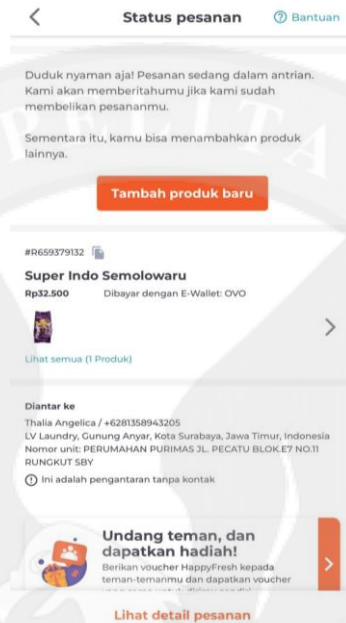 Status pesanan
Bantuan
Duduk nyaman aja! Pesanan sedang dalam antrian.
Kami akan memberitahumu jika kami sudah
membelikan pesananmu.
Sementara itu, kamu bisa menambahkan produk
lainnya.
Tambah produk baru
#R659379132
Super Indo Semolowaru
Rp32.500 Dibayar dengan E-Wallet: OVO
Lihat semua (1 Produk)
Diantar ke
Thalia Angelica / +6281358943205
LV Laundry, Gunung Anyar, Kota Surabaya, Jawa Timur, Indonesia
Nomor unit: PERUMAHAN PURIMAS JL. PECATU BLOK.E7 NO.11
RUNGKUT SBY
Ini adalah pengantaran tanpa kontak
Undang teman, dan
dapatkan hadiah!
Berikan voucher HappyFresh kepada
teman-temanmu dan dapatkan voucher
Lihat detail pesanan